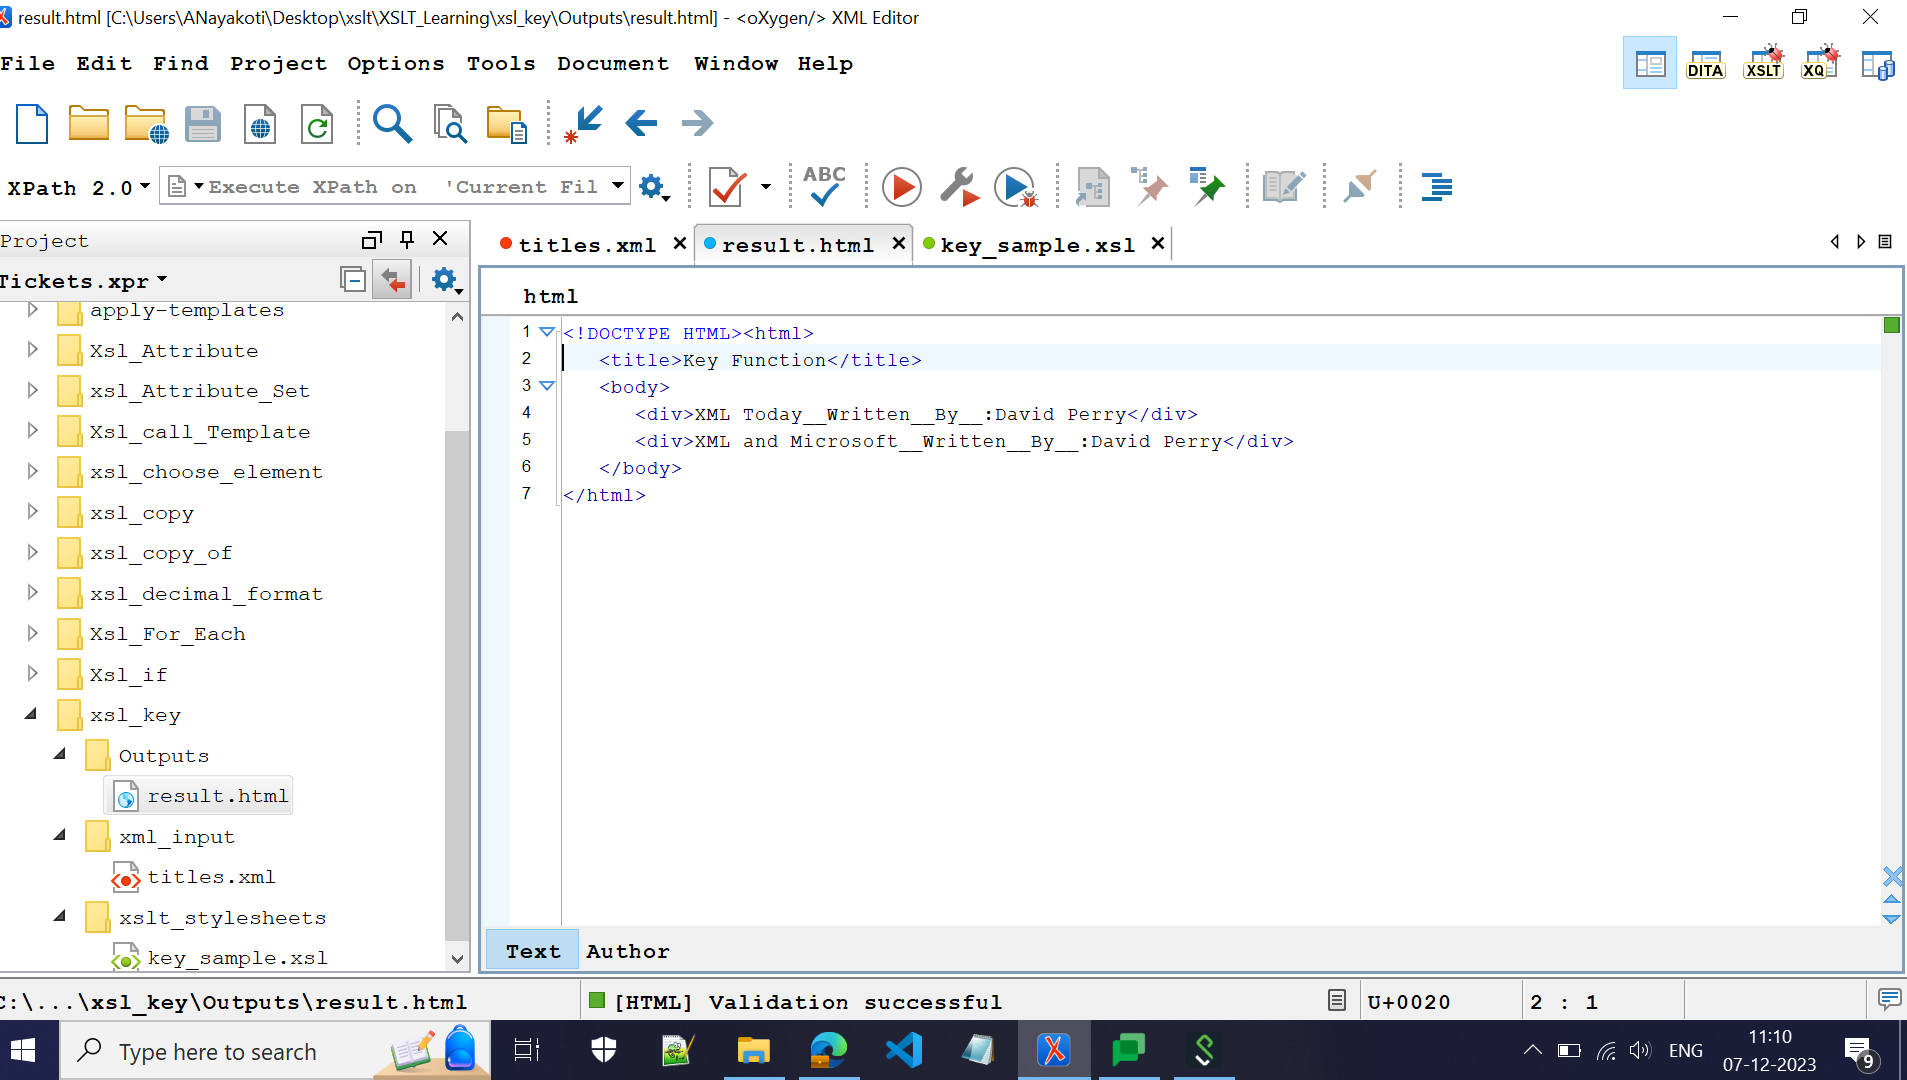 result.html [C:\Users\ANayakoti\Desktop\xslt\XSLT_Learning\xsl_key\Outputs\result.html] - <oXygen/> XML Editor
File Edit Find Project Options Tools Document Window Help
DITA XSLT XQ
XPath 2.0 Execute XPath on 'Current Fil
ABC
Project
Tickets.xpr
apply-templates
Xsl_Attribute
xsl_Attribute_Set
Xsl_call_Template
xsl_choose_element
xsl_copy
xsl_copy_of
xsl_decimal_format
Xsl_For_Each
Xsl_if
xsl_key
Outputs
result.html
xml_input
titles.xml
xslt_stylesheets
key_sample.xsl
titles.xml result.html key_sample.xsl
html
1 <!DOCTYPE HTML><html>
2 <title>Key Function</title>
3 <body>
4 <div>XML Today__Written__By__:David Perry</div>
5 <div>XML and Microsoft__Written__By__:David Perry</div>
6 </body>
7 </html>
Text Author
C:\...\xsl_key\Outputs\result.html [HTML] Validation successful U+0020 2 : 1
Type here to search
ENG
11:10
07-12-2023
9